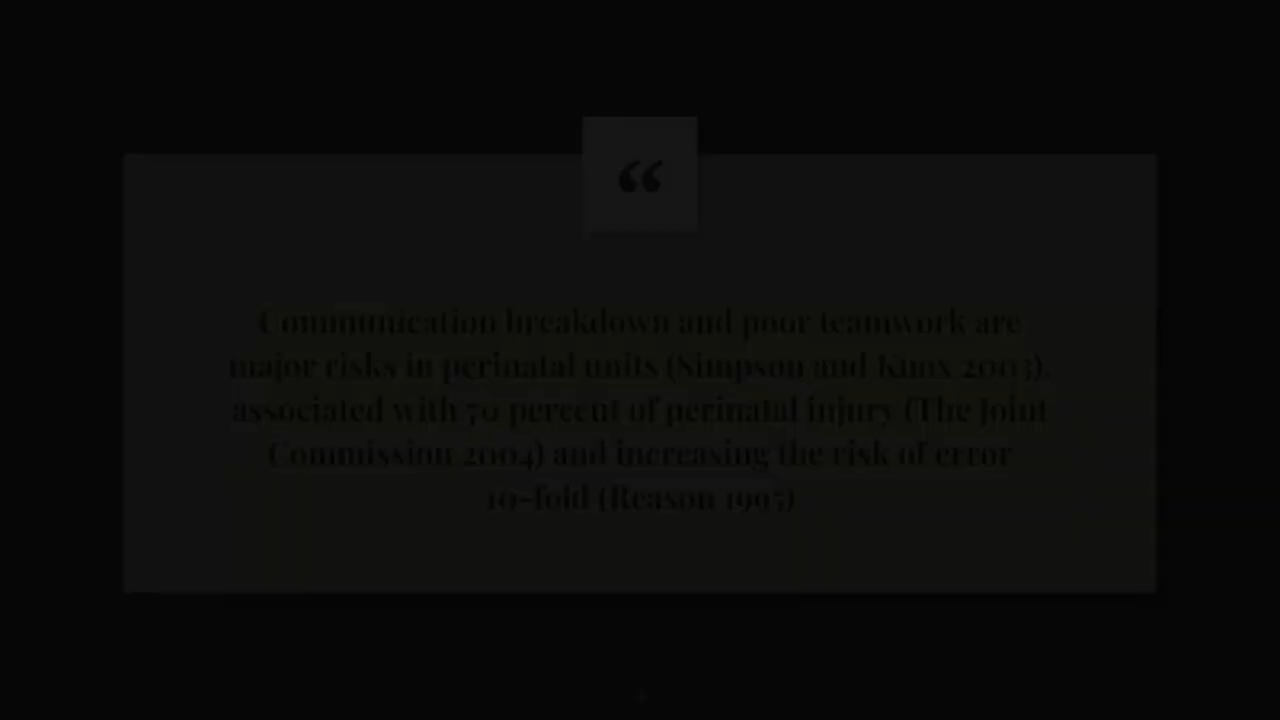 “
Communication breakdown and poor teamwork are
major risks in perinatal units (Simpson and Knox 2003),
associated with 70 percent of perinatal injury (The Joint
Commission 2004) and increasing the risk of error
10-fold (Reason 1995)